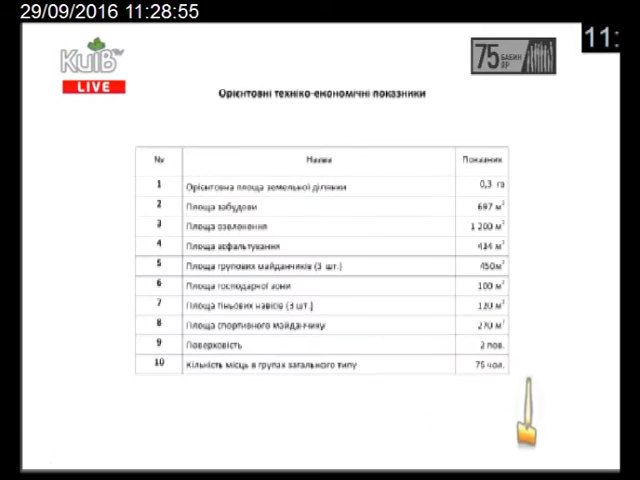 29/09/2016 11:28:55
11:
Київ TV
LIVE
75 БАБИН ЯР
Орієнтовні техніко-економічні показники
№ Назва Показник
1 Орієнтовна площа земельної ділянки 0,3 га
2 Площа забудови 697 м²
3 Площа озеленення 1 200 м²
4 Площа асфальтування 434 м²
5 Площа групових майданчиків (3 шт.) 450м²
6 Площа господарчої зони 100 м²
7 Площа тіньових навісів (3 шт.) 120 м²
8 Площа спортивного майданчику 270 м²
9 Поверховість 2 пов.
10 Кількість місць в групах загального типу 75 чол.